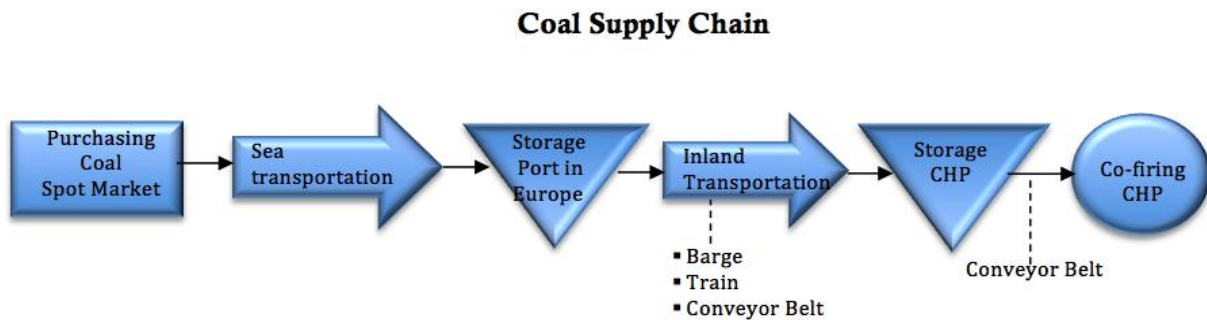 Coal Supply Chain
Purchasing
Coal
Spot Market
Sea
transportation
Storage
Port in
Europe
Inland
Transportation
▪ Barge
▪ Train
▪ Conveyor Belt
Storage
CHP
Conveyor Belt
Co-firing
CHP